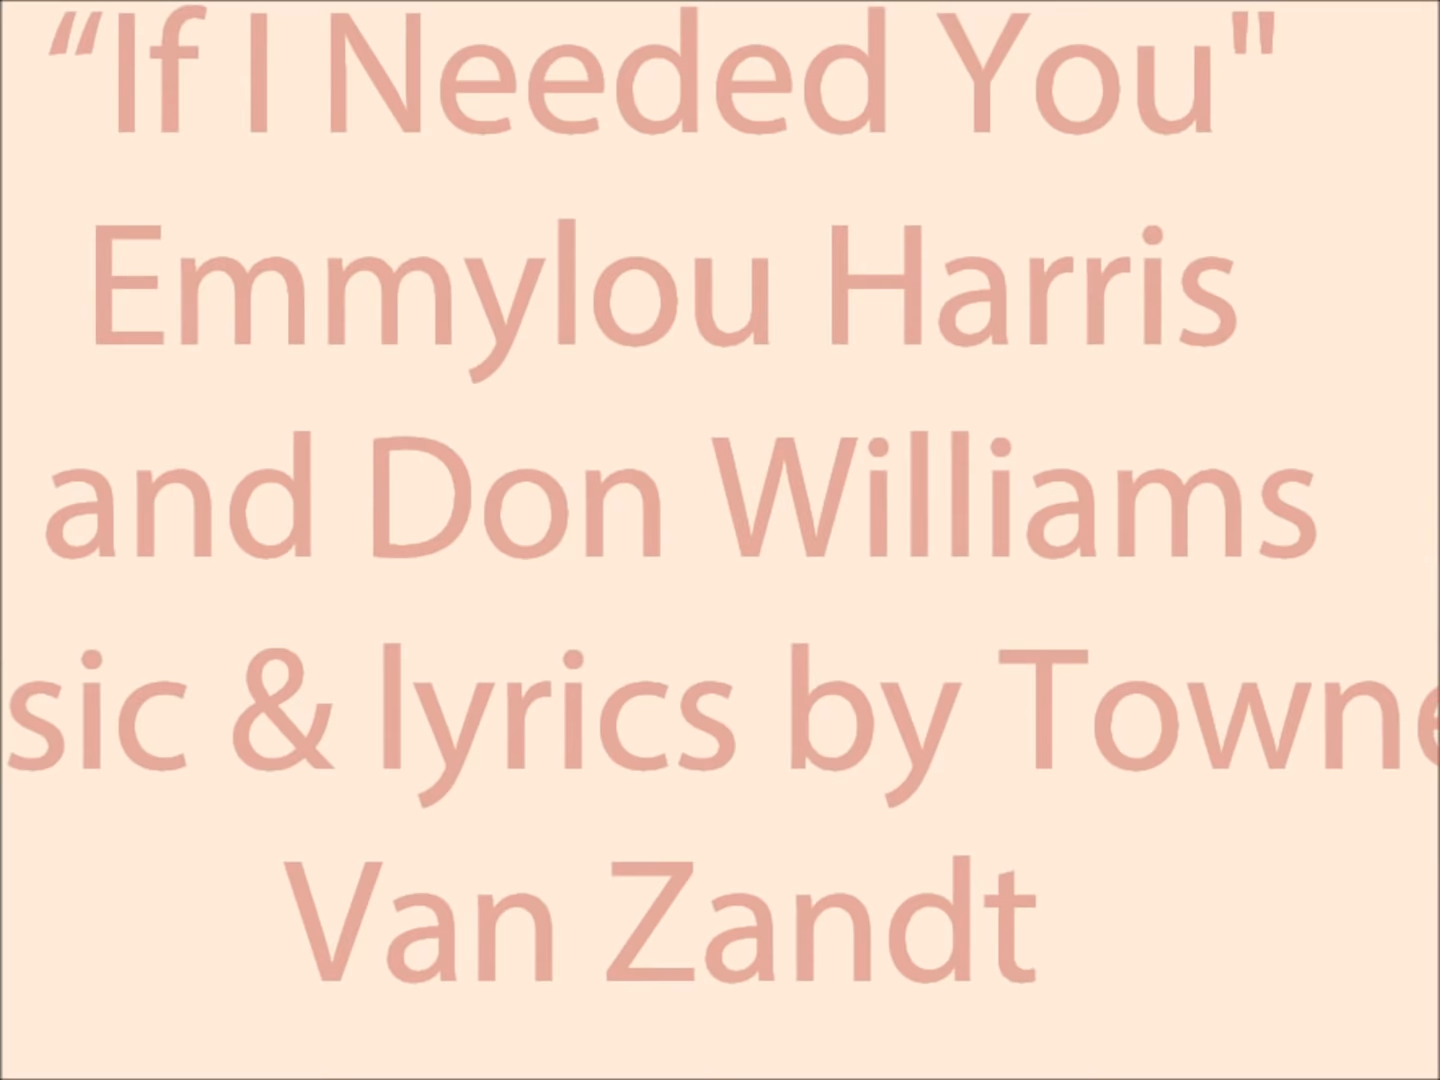 “If I Needed You"
Emmylou Harris
and Don Williams
sic & lyrics by Towne
Van Zandt